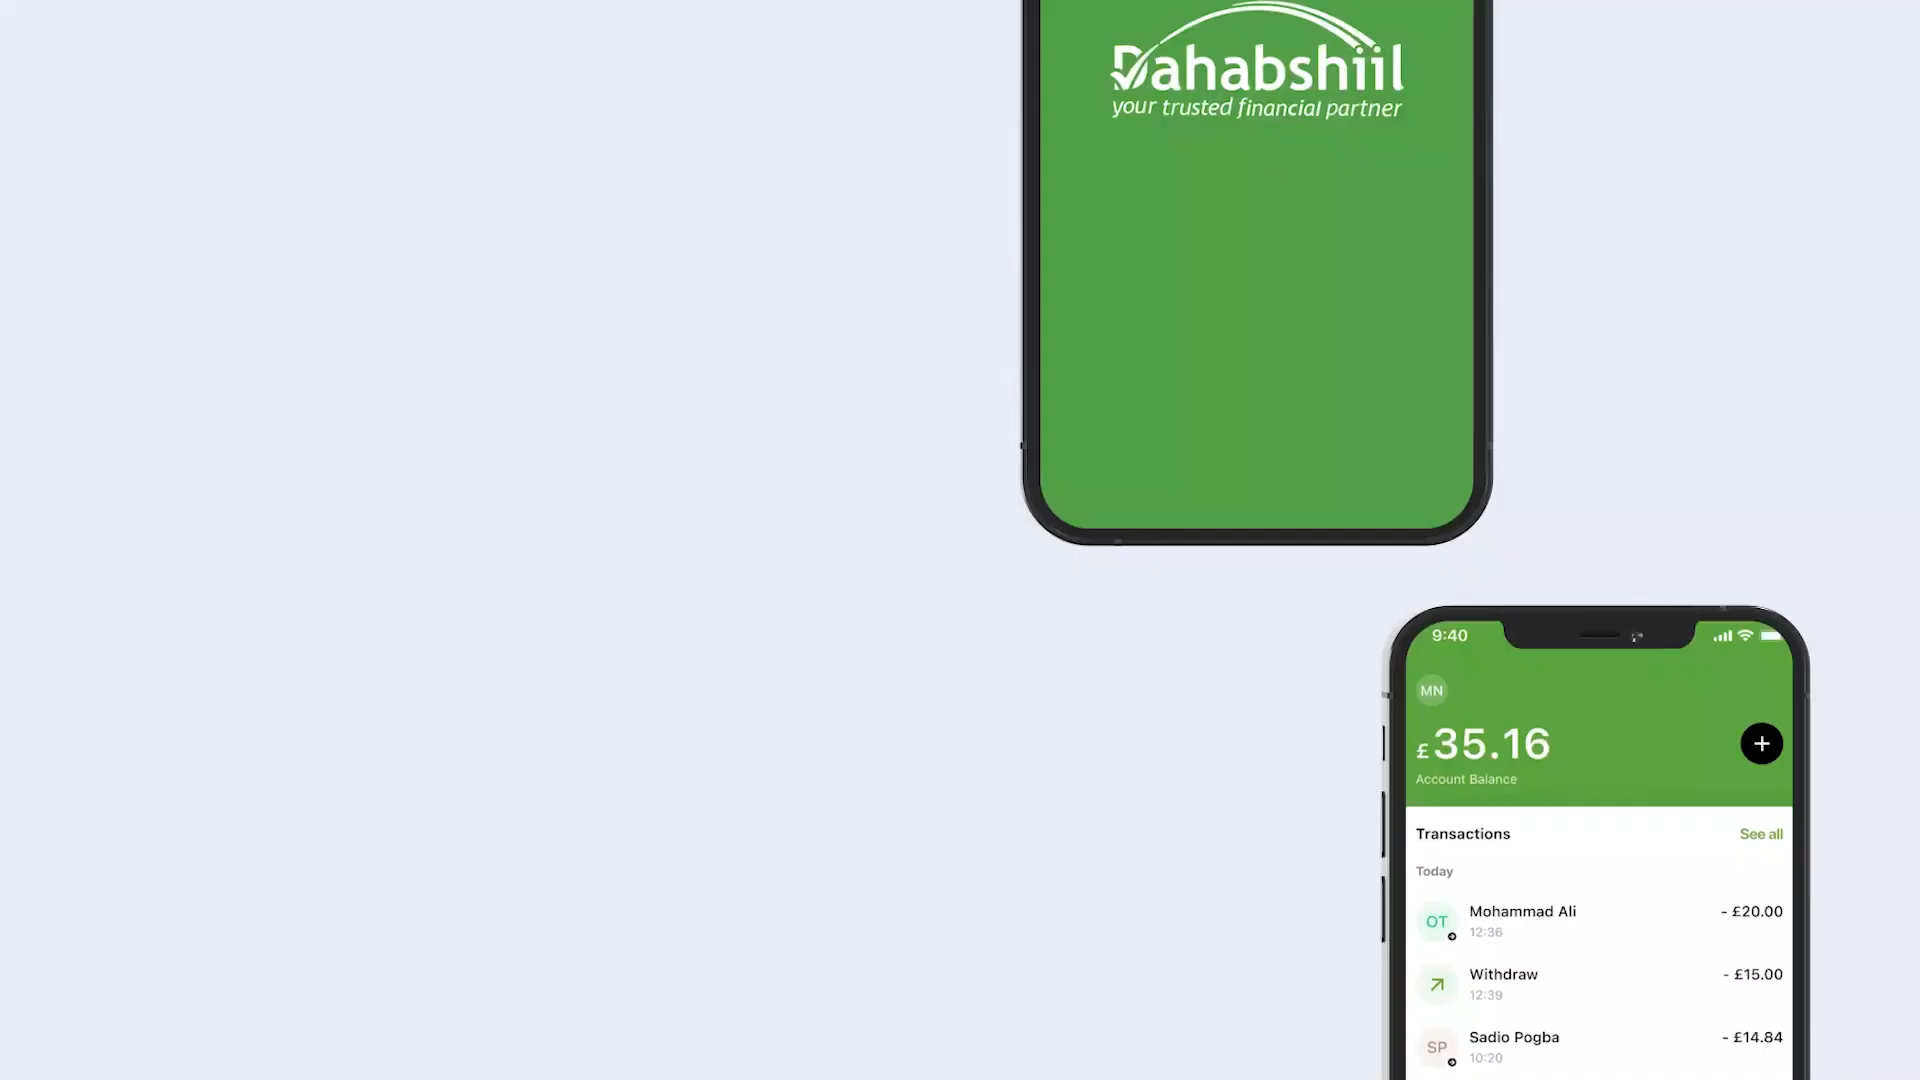 Dahabshiil
your trusted financial partner
9:40
MN
£35.16
Account Balance
Transactions
See all
Today
OT
Mohammad Ali
- £20.00
12:36
Withdraw
- £15.00
12:39
SP
Sadio Pogba
- £14.84
10:20